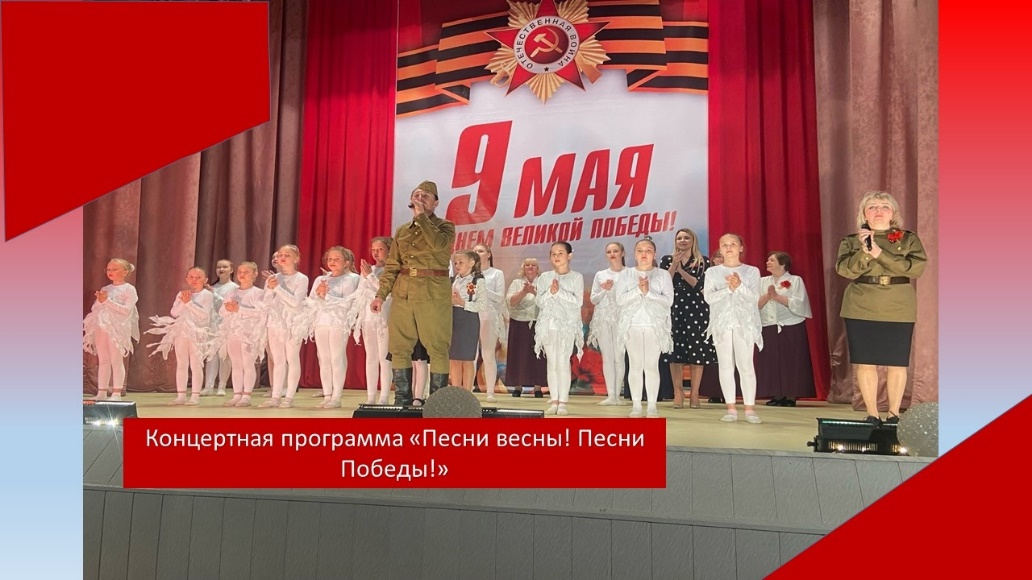 ОТЕЧЕСТВЕННАЯ ВОЙНА
9 МАЯ
ВЕЛИКОЙ ПОБЕДЫ!
Концертная программа «Песни весны! Песни
Победы!»